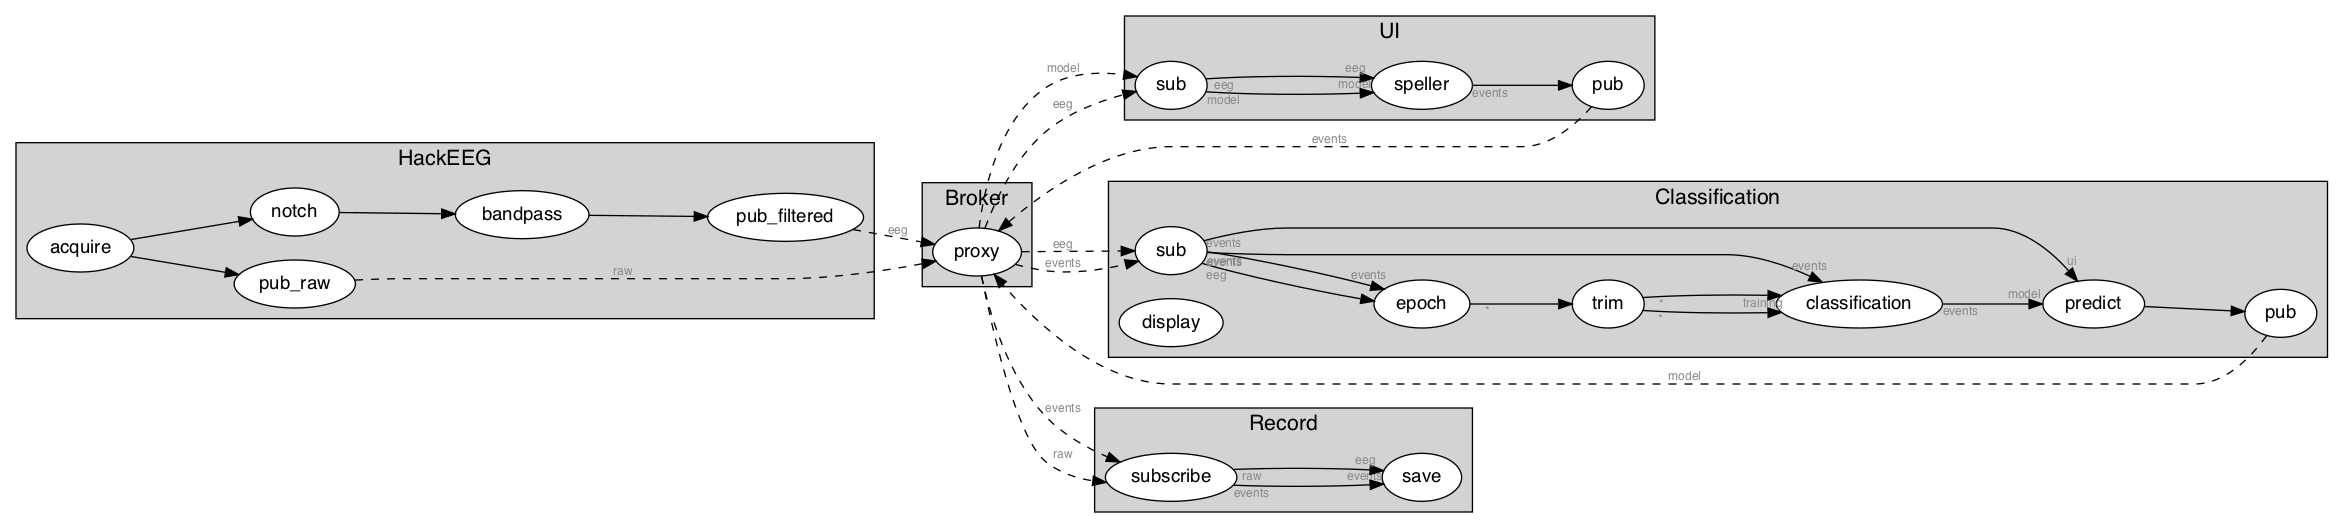 UI
model
sub
eeg
eeg
model
model
speller
events
pub
eeg
events
HackEEG
acquire
notch
bandpass
pub_filtered
pub_raw
eeg
raw
Broker
proxy
eeg
events
Classification
sub
events
events
eeg
events
epoch
*
trim
*
*
training
events
classification
model
events
ui
predict
pub
display
model
events
raw
Record
subscribe
raw
events
eeg
events
save